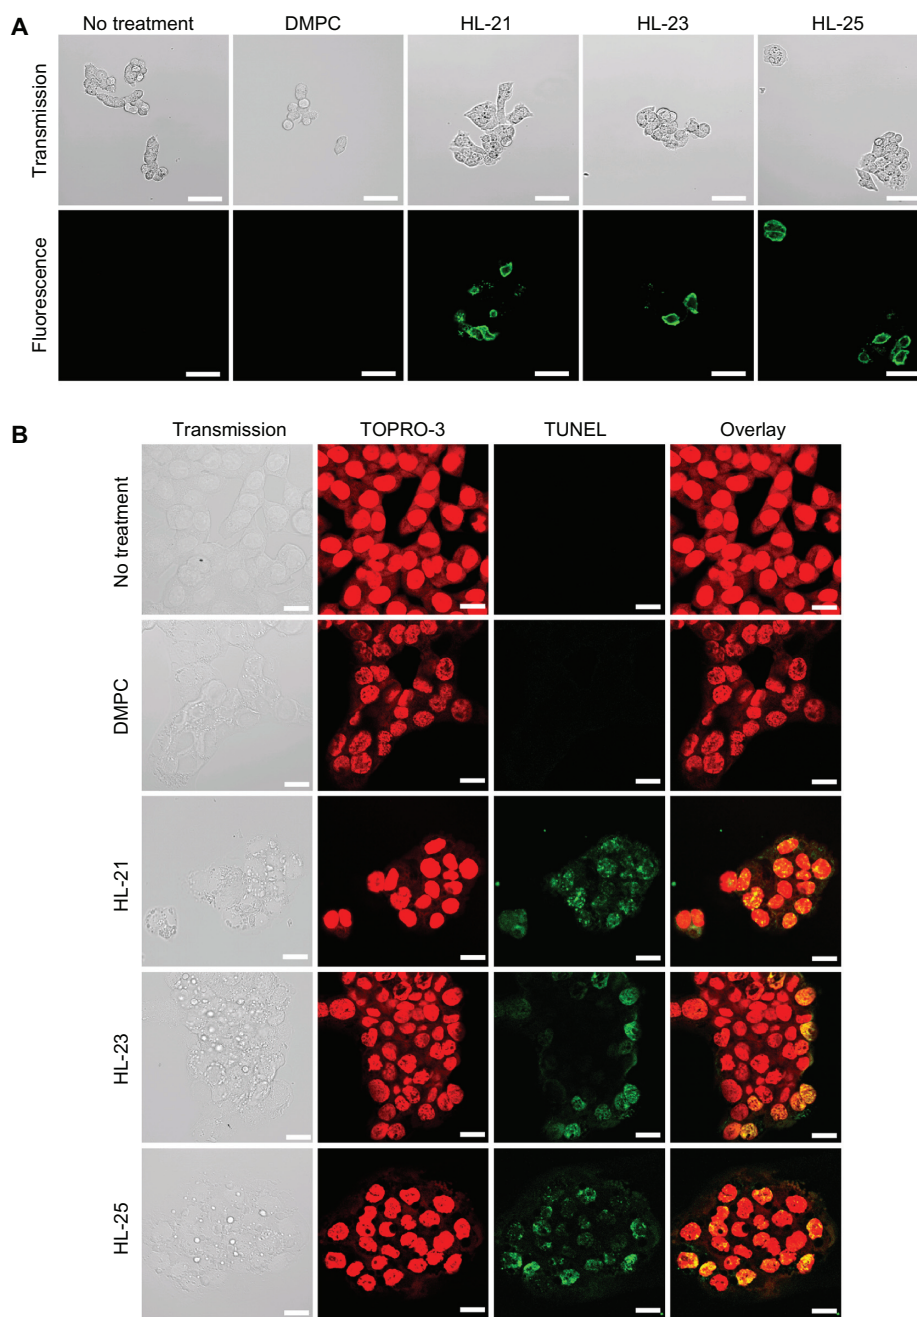 A
No treatment DMPC HL-21 HL-23 HL-25
Transmission
Fluorescence
B
Transmission TOPRO-3 TUNEL Overlay
No treatment
DMPC
HL-21
HL-23
HL-25